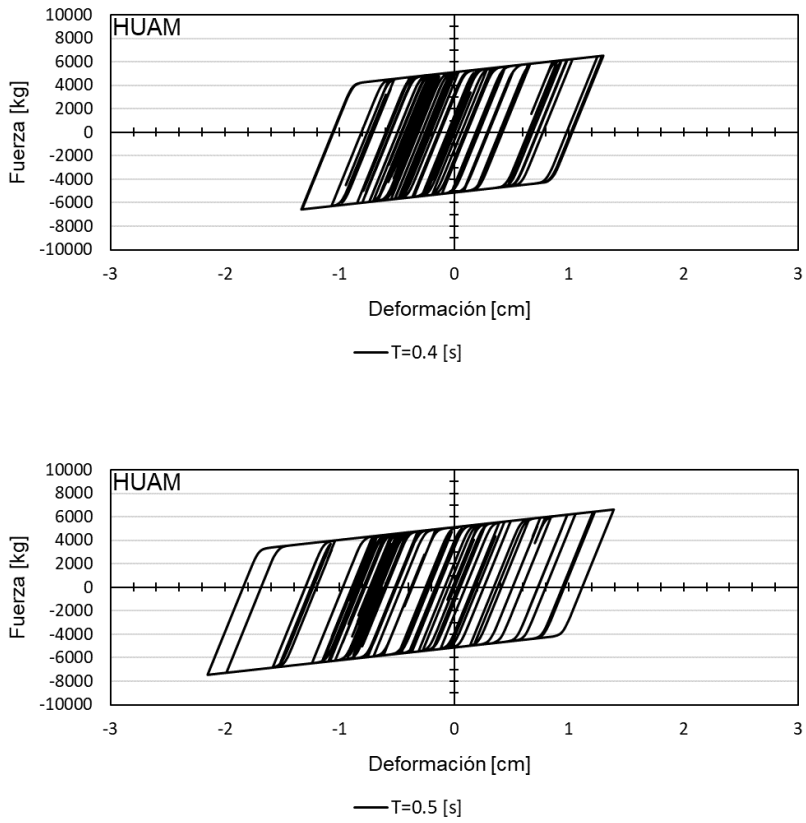 HUAM
10000
8000
6000
4000
2000
0
-2000
-4000
-6000
-8000
-10000
Fuerza [kg]
-3 -2 -1 0 1 2 3
Deformación [cm]
T=0.4 [s]
HUAM
10000
8000
6000
4000
2000
0
-2000
-4000
-6000
-8000
-10000
Fuerza [kg]
-3 -2 -1 0 1 2 3
Deformación [cm]
T=0.5 [s]